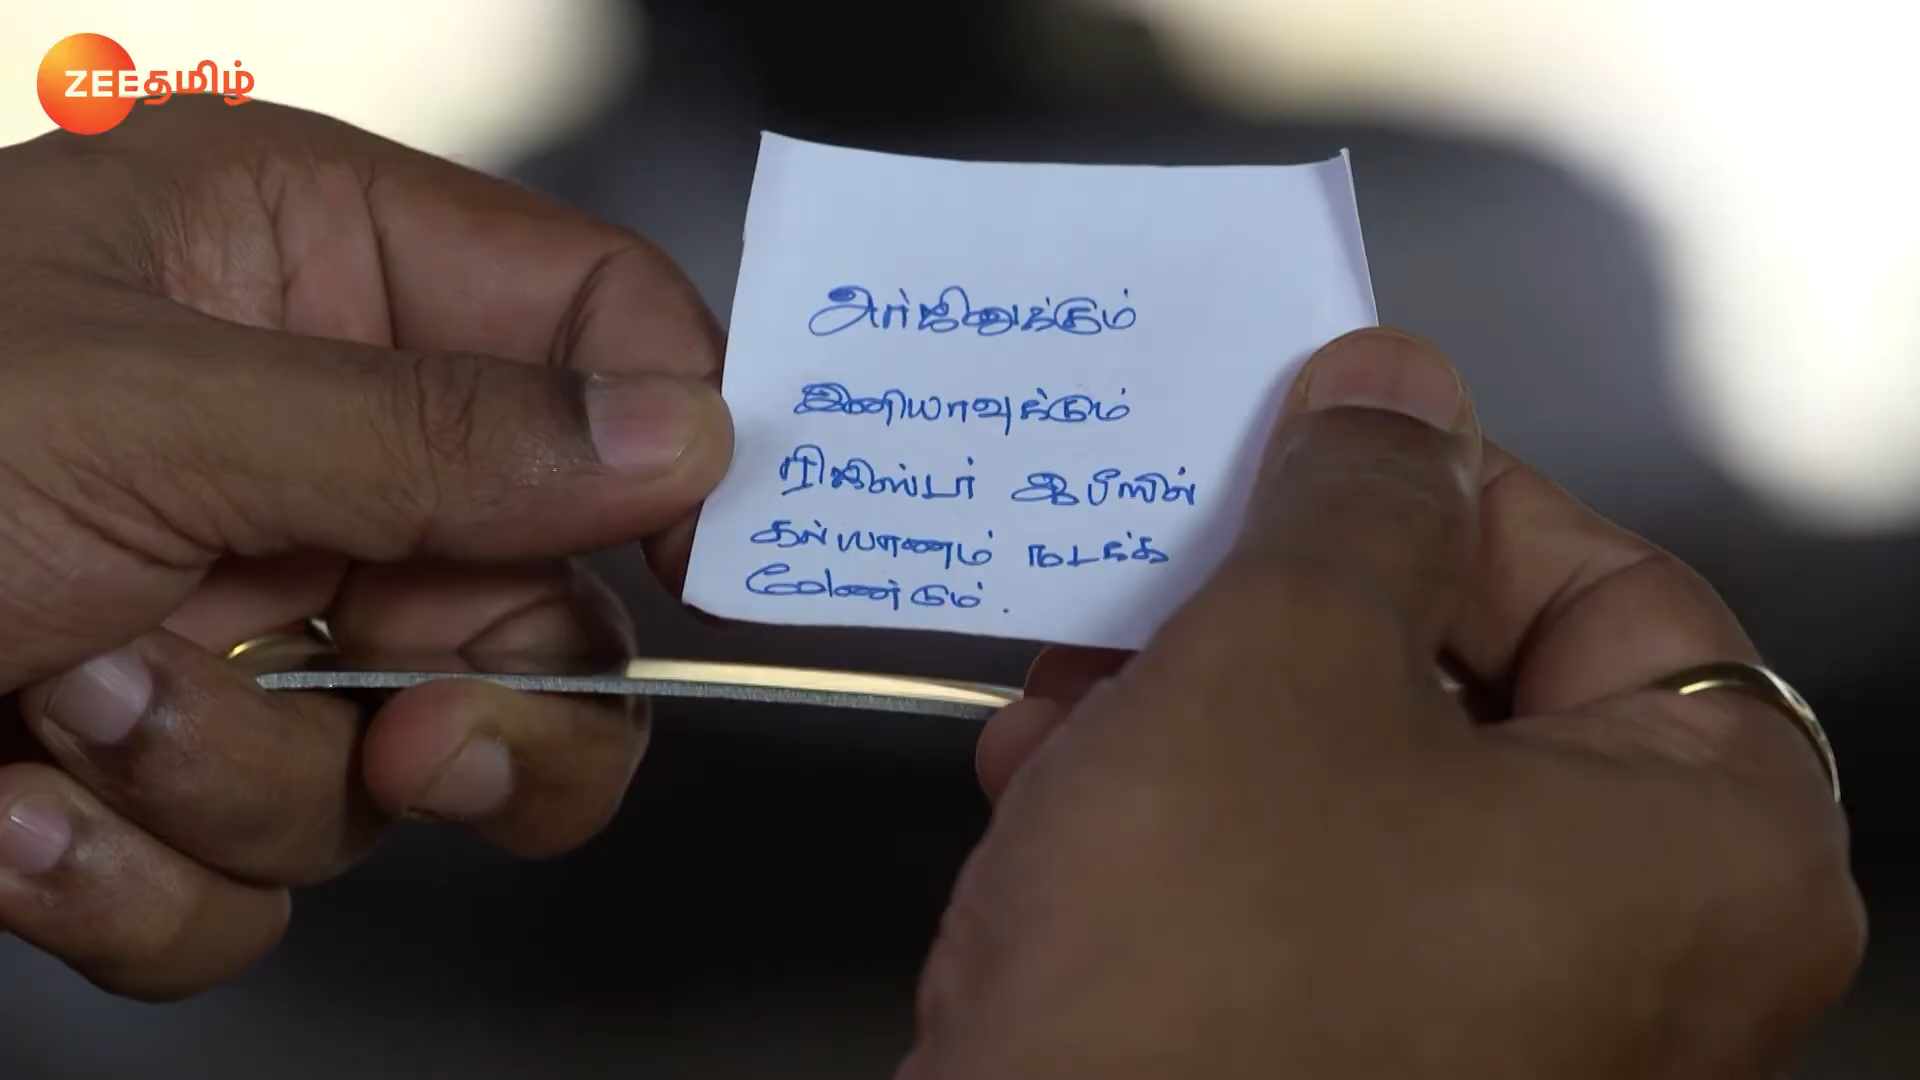 ZEEதமிழ்
அர்ஜினுக்கும்
இனியாவுக்கும்
ரிஜிஸ்டர் ஆபீஸில்
கல்யாணம் நடக்க
வேண்டும்.